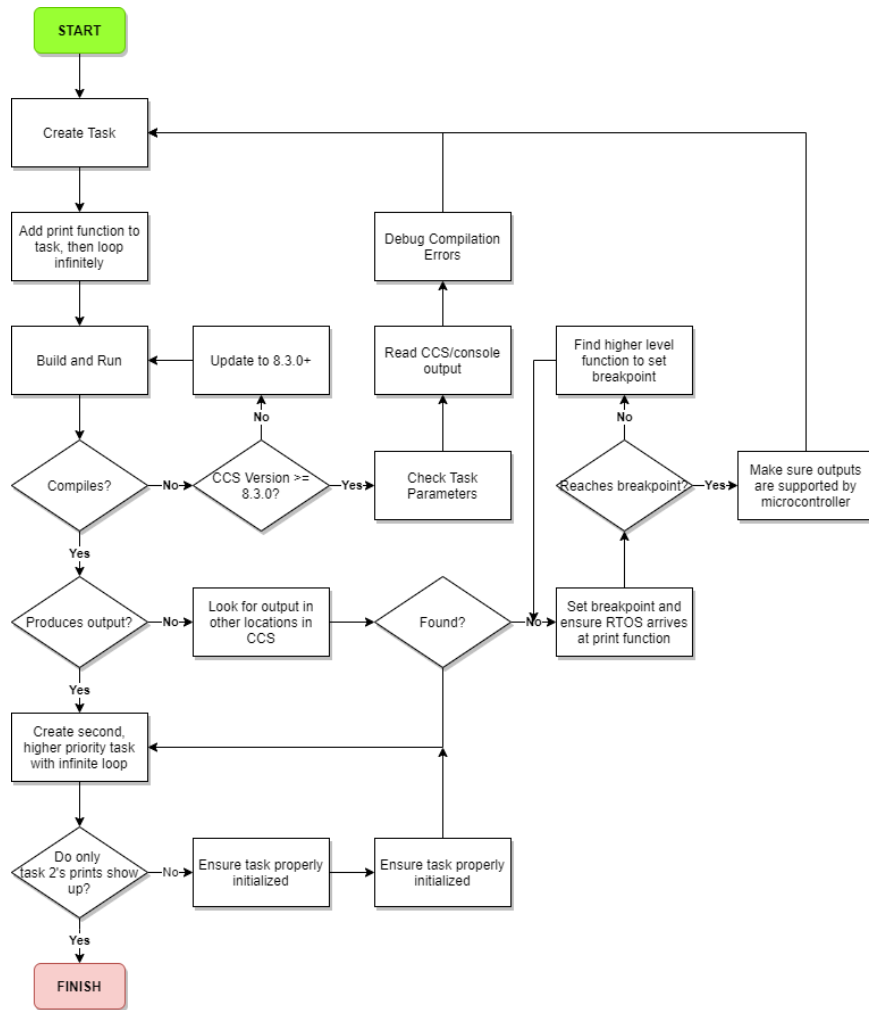 START
Create Task
Add print function to
task, then loop
infinitely
Debug Compilation
Errors
Build and Run
Update to 8.3.0+
Read CCS/console
output
Find higher level
function to set
breakpoint
No
No
Compiles?
No
CCS Version >=
8.3.0?
Yes
Check Task
Parameters
Reaches breakpoint?
Yes
Make sure outputs
are supported by
microcontroller
Yes
Produces output?
No
Look for output in
other locations in
CCS
Found?
No
Set breakpoint and
ensure RTOS arrives
at print function
Yes
Create second,
higher priority task
with infinite loop
Do only
task 2's prints show
up?
No
Ensure task properly
initialized
Ensure task properly
initialized
Yes
FINISH